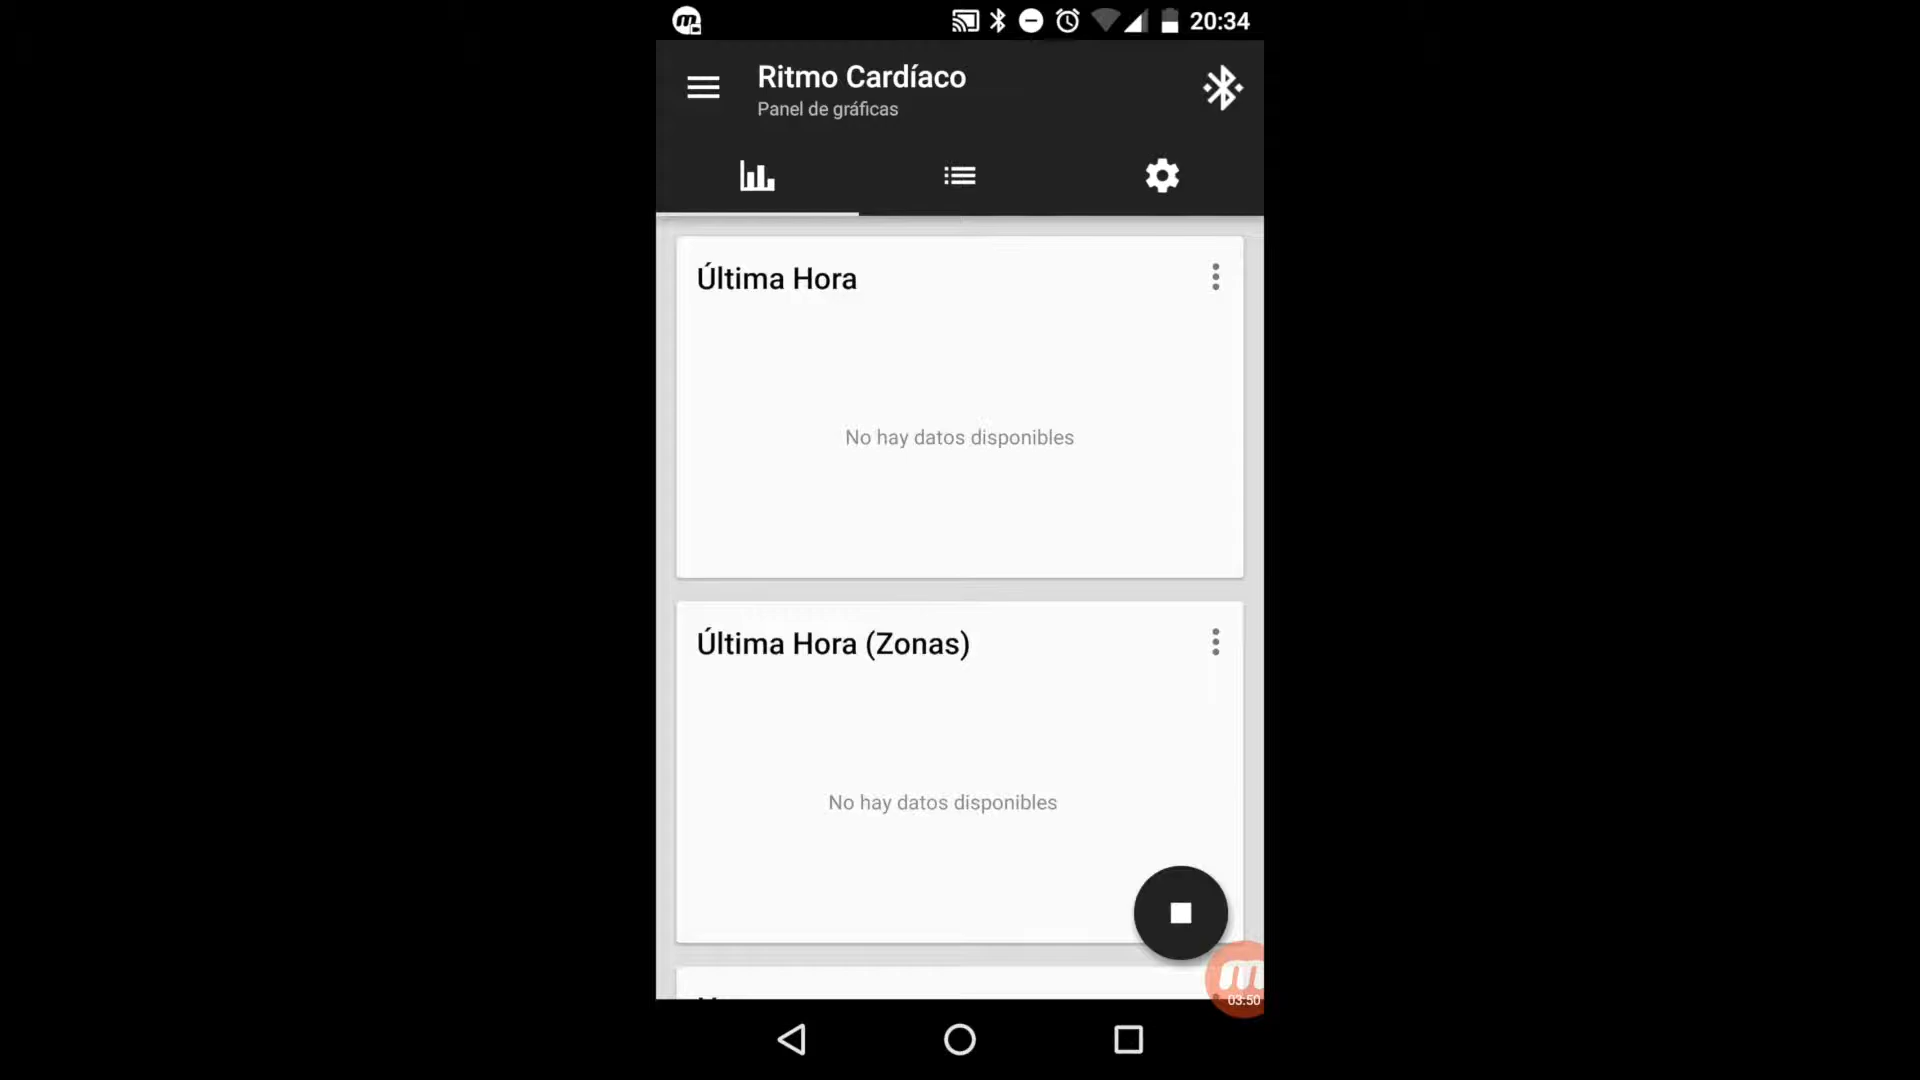 20:34
Ritmo Cardíaco
Panel de gráficas
Última Hora
No hay datos disponibles
Última Hora (Zonas)
No hay datos disponibles
03:50